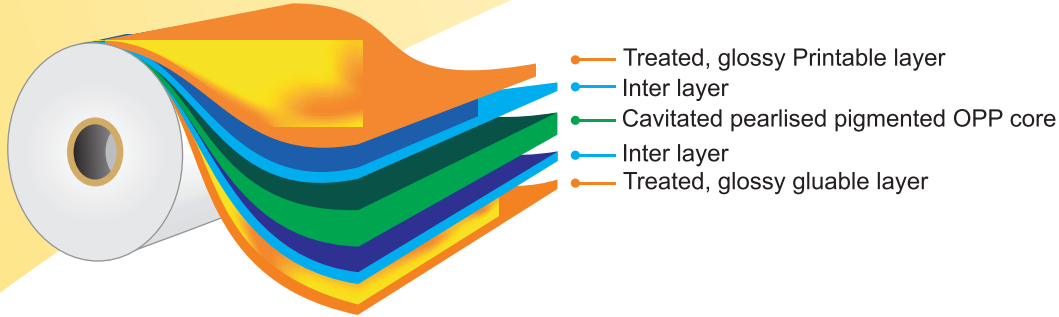 Treated, glossy Printable layer
Inter layer
Cavitated pearlised pigmented OPP core
Inter layer
Treated, glossy gluable layer